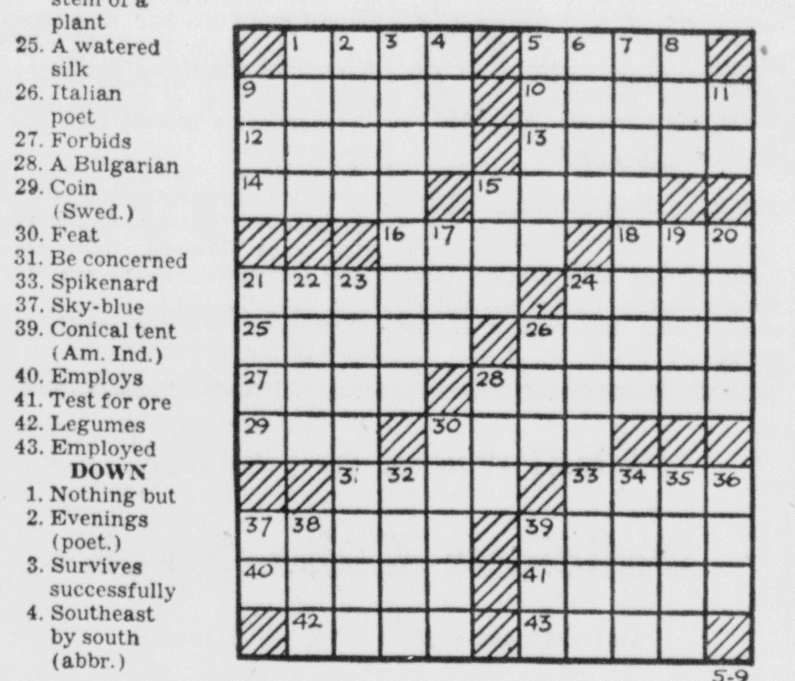 stem of a
plant
25. A watered
silk
26. Italian
poet
27. Forbids
28. A Bulgarian
29. Coin
(Swed.)
30. Feat
31. Be concerned
33. Spikenard
37. Sky-blue
39. Conical tent
(Am. Ind.)
40. Employs
41. Test for ore
42. Legumes
43. Employed
DOWN
1. Nothing but
2. Evenings
(poet.)
3. Survives
successfully
4. Southeast
by south
(abbr.)
1 2 3 4 5 6 7 8
9 10 11
12 13
14 15
16 17 18 19 20
21 22 23 24
25 26
27 28
29 30
31 32 33 34 35 36
37 38 39
40 41
42 43
5-9